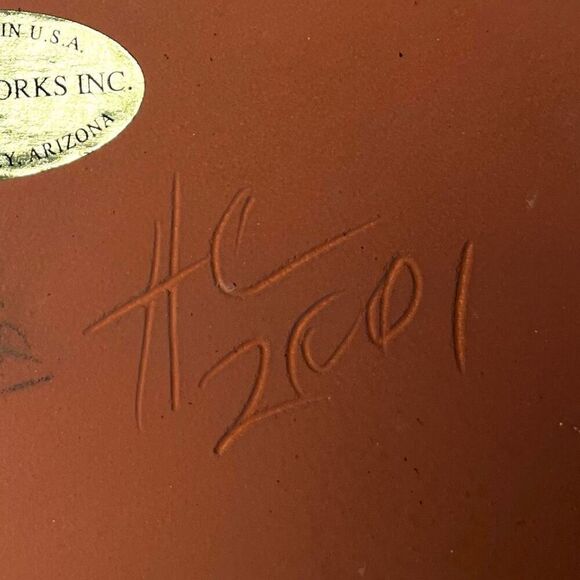 IN U.S.A.
ORKS INC.
Y, ARIZONA
HC
2001